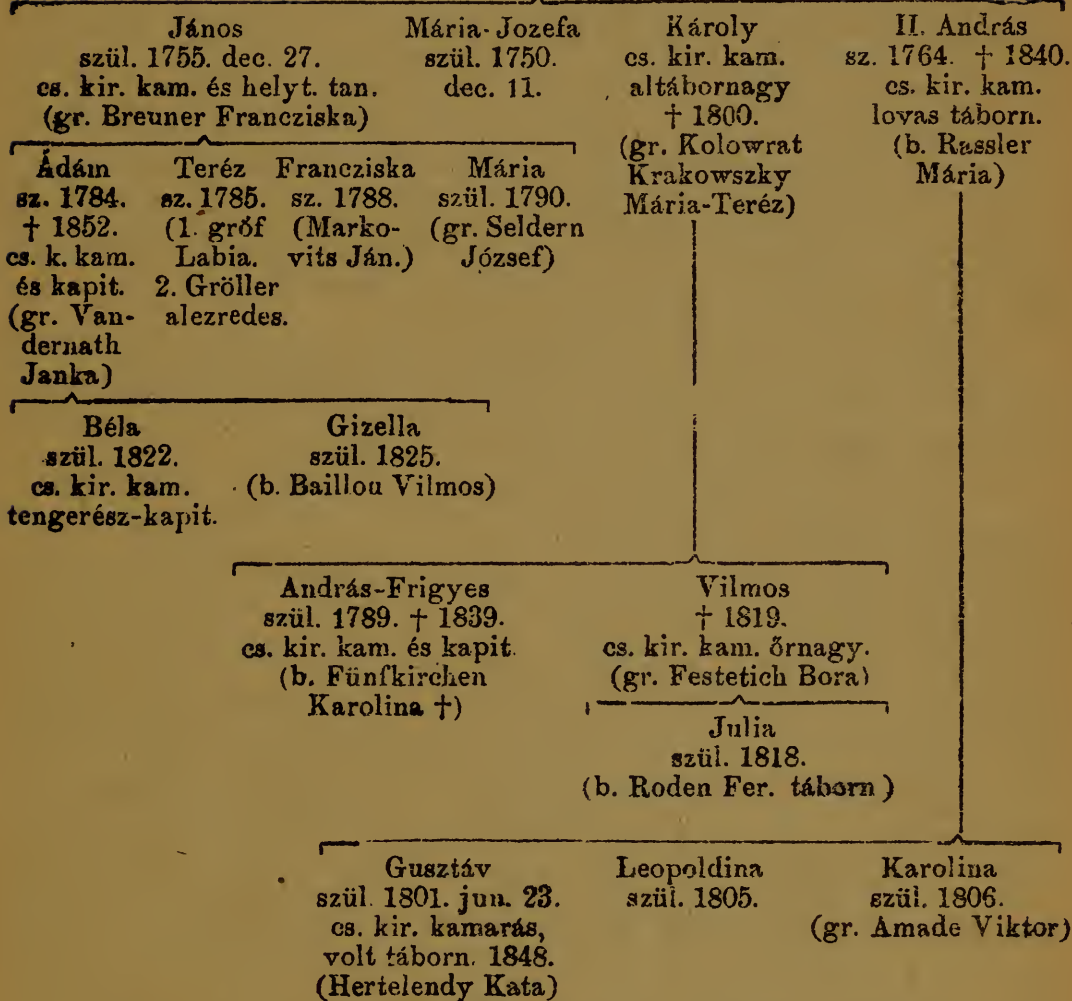 János
szül. 1755. dec. 27.
cs. kir. kam. és helyt. tan.
(gr. Breuner Francziska)
Mária-Jozefa
szül. 1750.
dec. 11.
Károly
cs. kir. kam.
altábornagy
† 1800.
(gr. Kolowrat
Krakowszky
Mária-Teréz)
II. András
sz. 1764. † 1840.
cs. kir. kam.
lovas táborn.
(b. Rassler
Mária)
Ádám
sz. 1784.
† 1852.
cs. k. kam.
és kapit.
(gr. Van-
dernath
Janka)
Teréz
sz. 1785.
(1. gróf
Labia.
2. Gröller
alezredes.
Francziska
sz. 1788.
(Marko-
vits Ján.)
Mária
szül. 1790.
(gr. Seldern
József)
Béla
szül. 1822.
cs. kir. kam.
tengerész-kapit.
Gizella
szül. 1825.
(b. Baillou Vilmos)
András-Frigyes
szül. 1789. † 1839.
cs. kir. kam. és kapit.
(b. Fünfkirchen
Karolina †)
Vilmos
† 1819.
cs. kir. kam. őrnagy.
(gr. Festetich Bora)
Julia
szül. 1818.
(b. Roden Fer. táborn)
Gusztáv
szül. 1801. jun. 23.
cs. kir. kamarás,
volt táborn. 1848.
(Hertelendy Kata)
Leopoldina
szül. 1805.
Karolina
szül. 1806.
(gr. Amade Viktor)